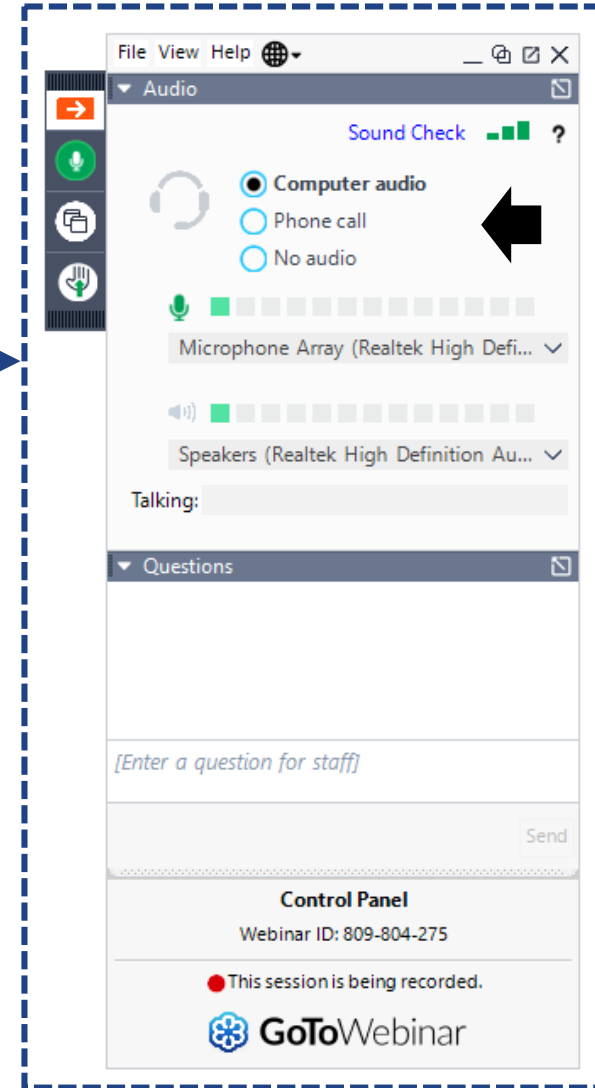 File View Help
Audio
Sound Check ?
Computer audio
Phone call
No audio
Microphone Array (Realtek High Defi...
Speakers (Realtek High Definition Au...
Talking:
Questions
[Enter a question for staff]
Send
Control Panel
Webinar ID: 809-804-275
This session is being recorded.
GoToWebinar